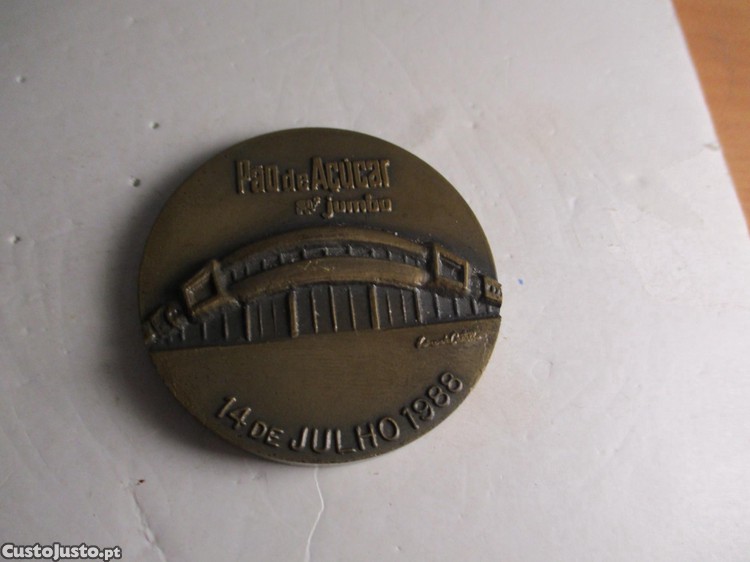 Pão de Açúcar
jumbo
14 DE JULHO 1988
CustoJusto.pt